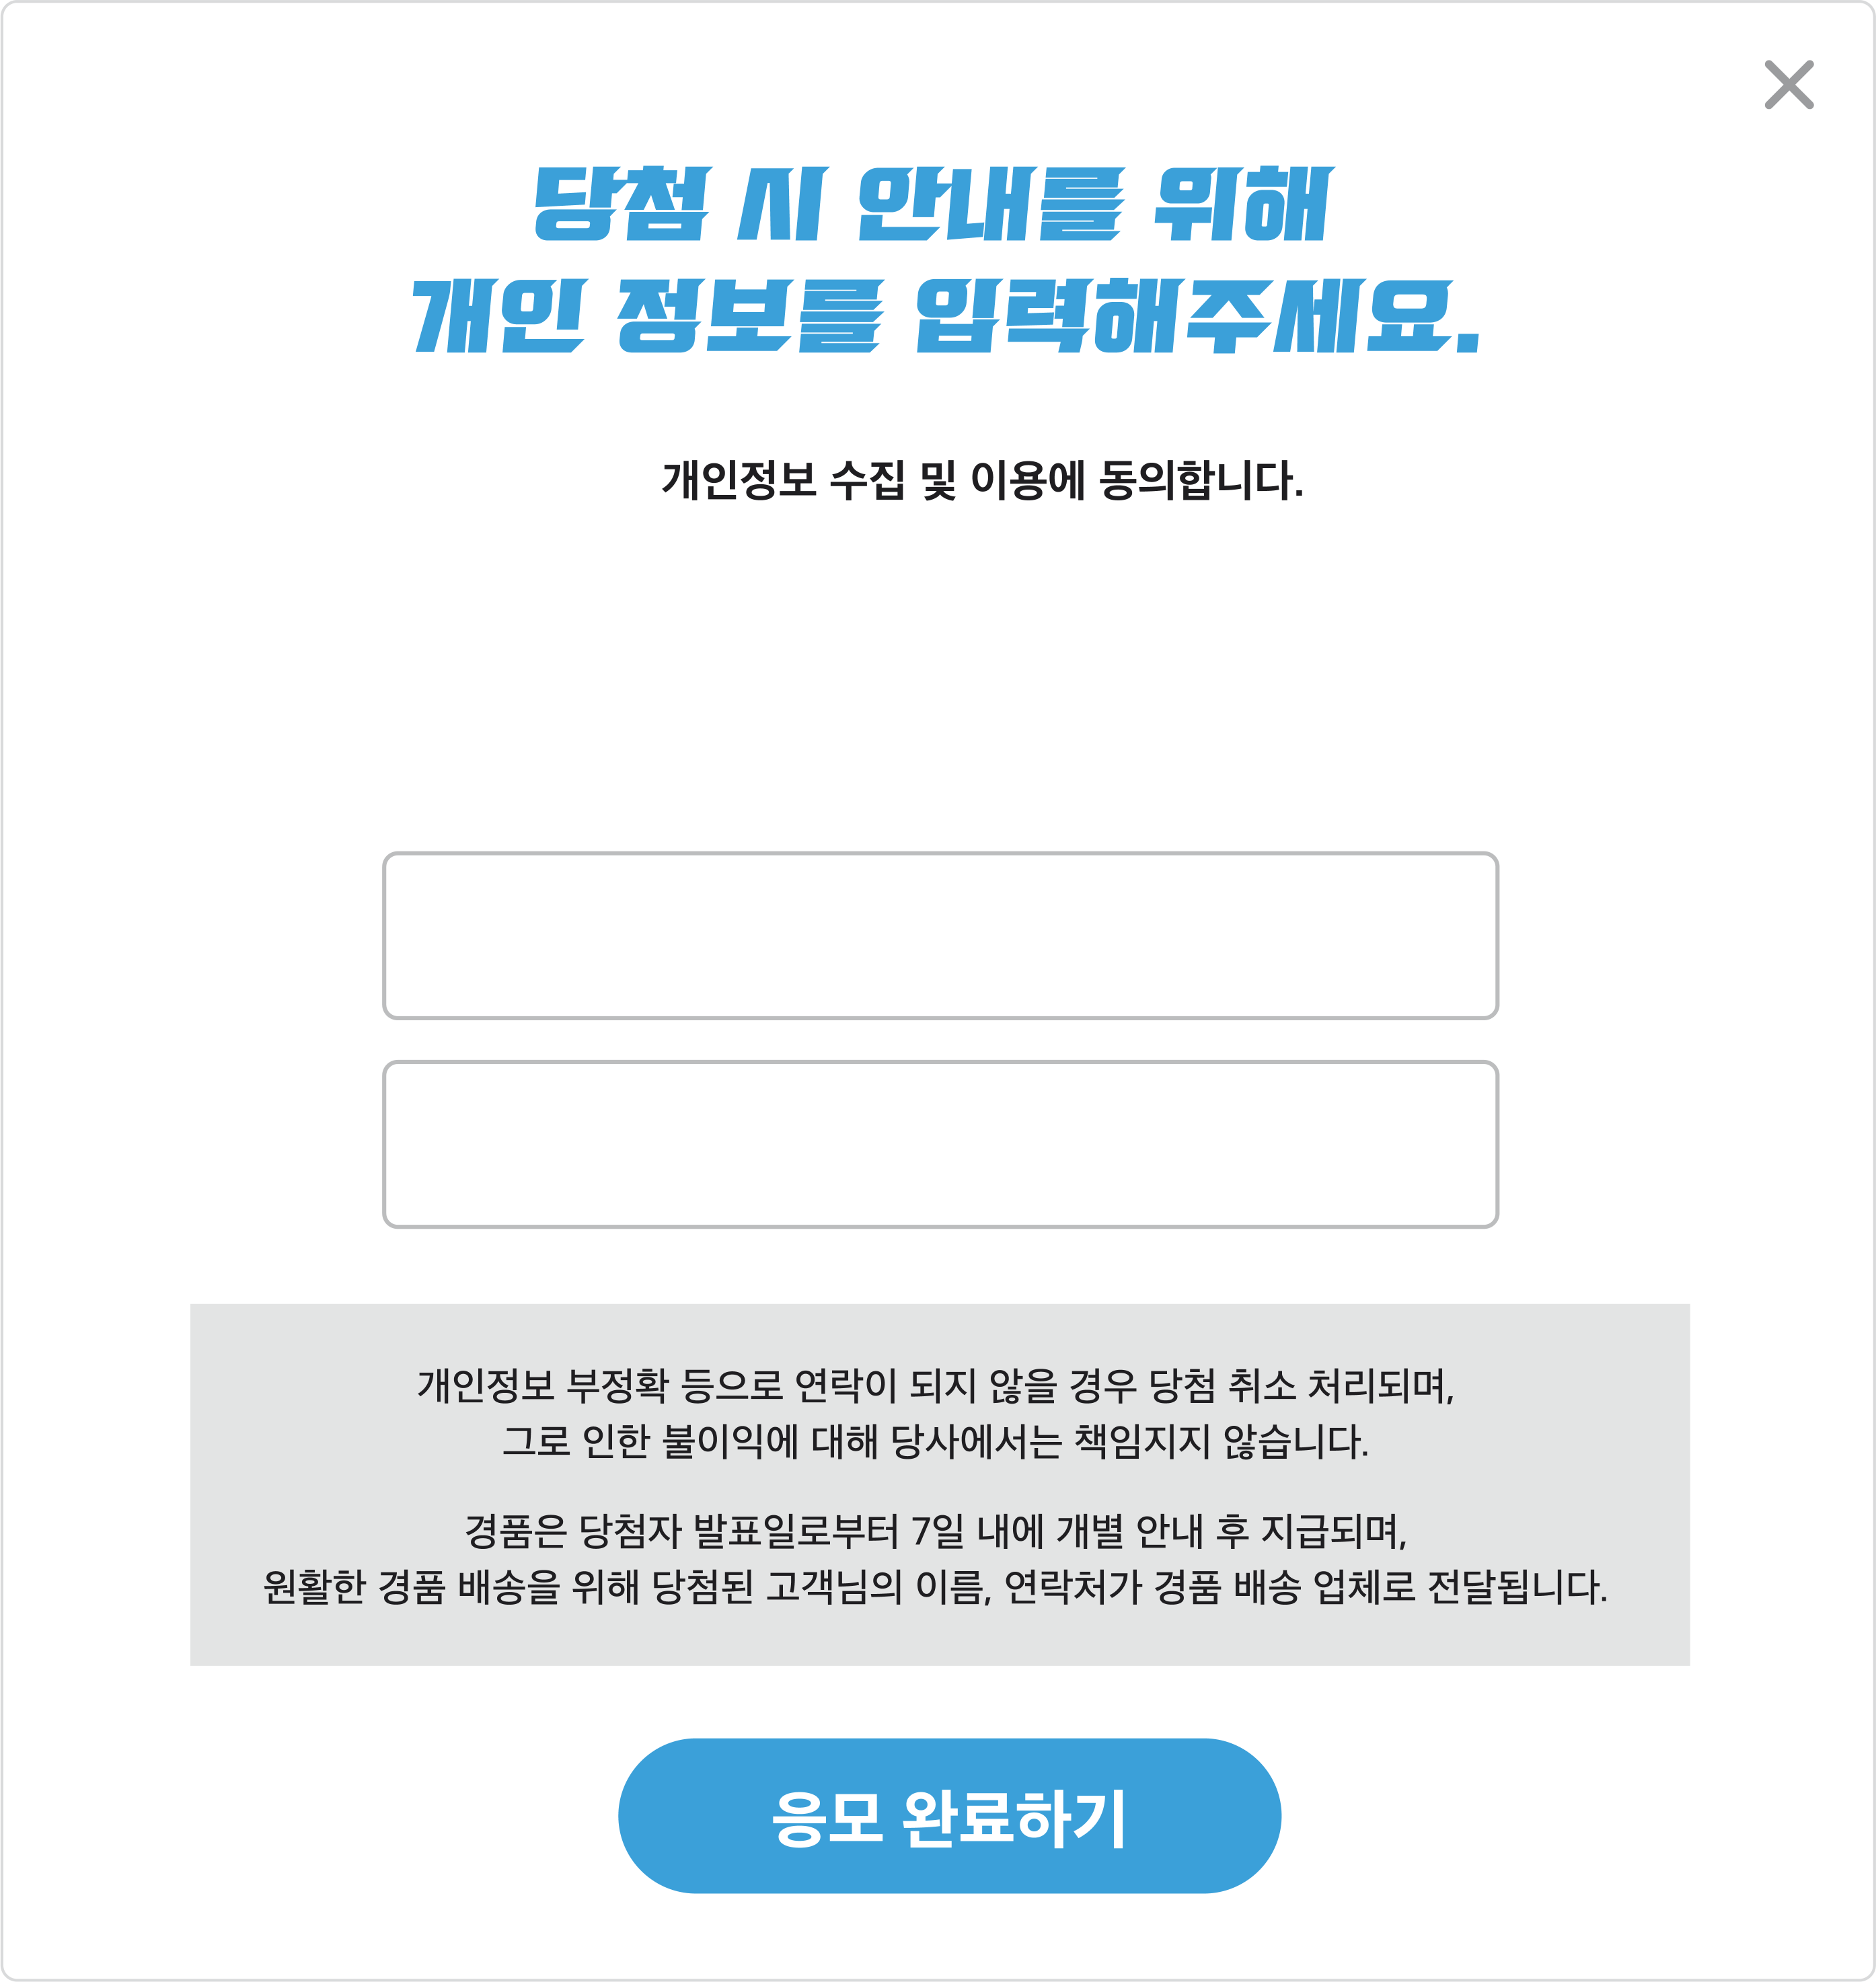 당첨 시 안내를 위해
개인 정보를 입력해주세요.
개인정보 수집 및 이용에 동의합니다.
개인정보 부정확 등으로 연락이 되지 않을 경우 당첨 취소 처리되며,
그로 인한 불이익에 대해 당사에서는 책임지지 않습니다.
경품은 당첨자 발표일로부터 7일 내에 개별 안내 후 지급되며,
원활한 경품 배송을 위해 당첨된 고객님의 이름, 연락처가 경품 배송 업체로 전달됩니다.
응모 완료하기